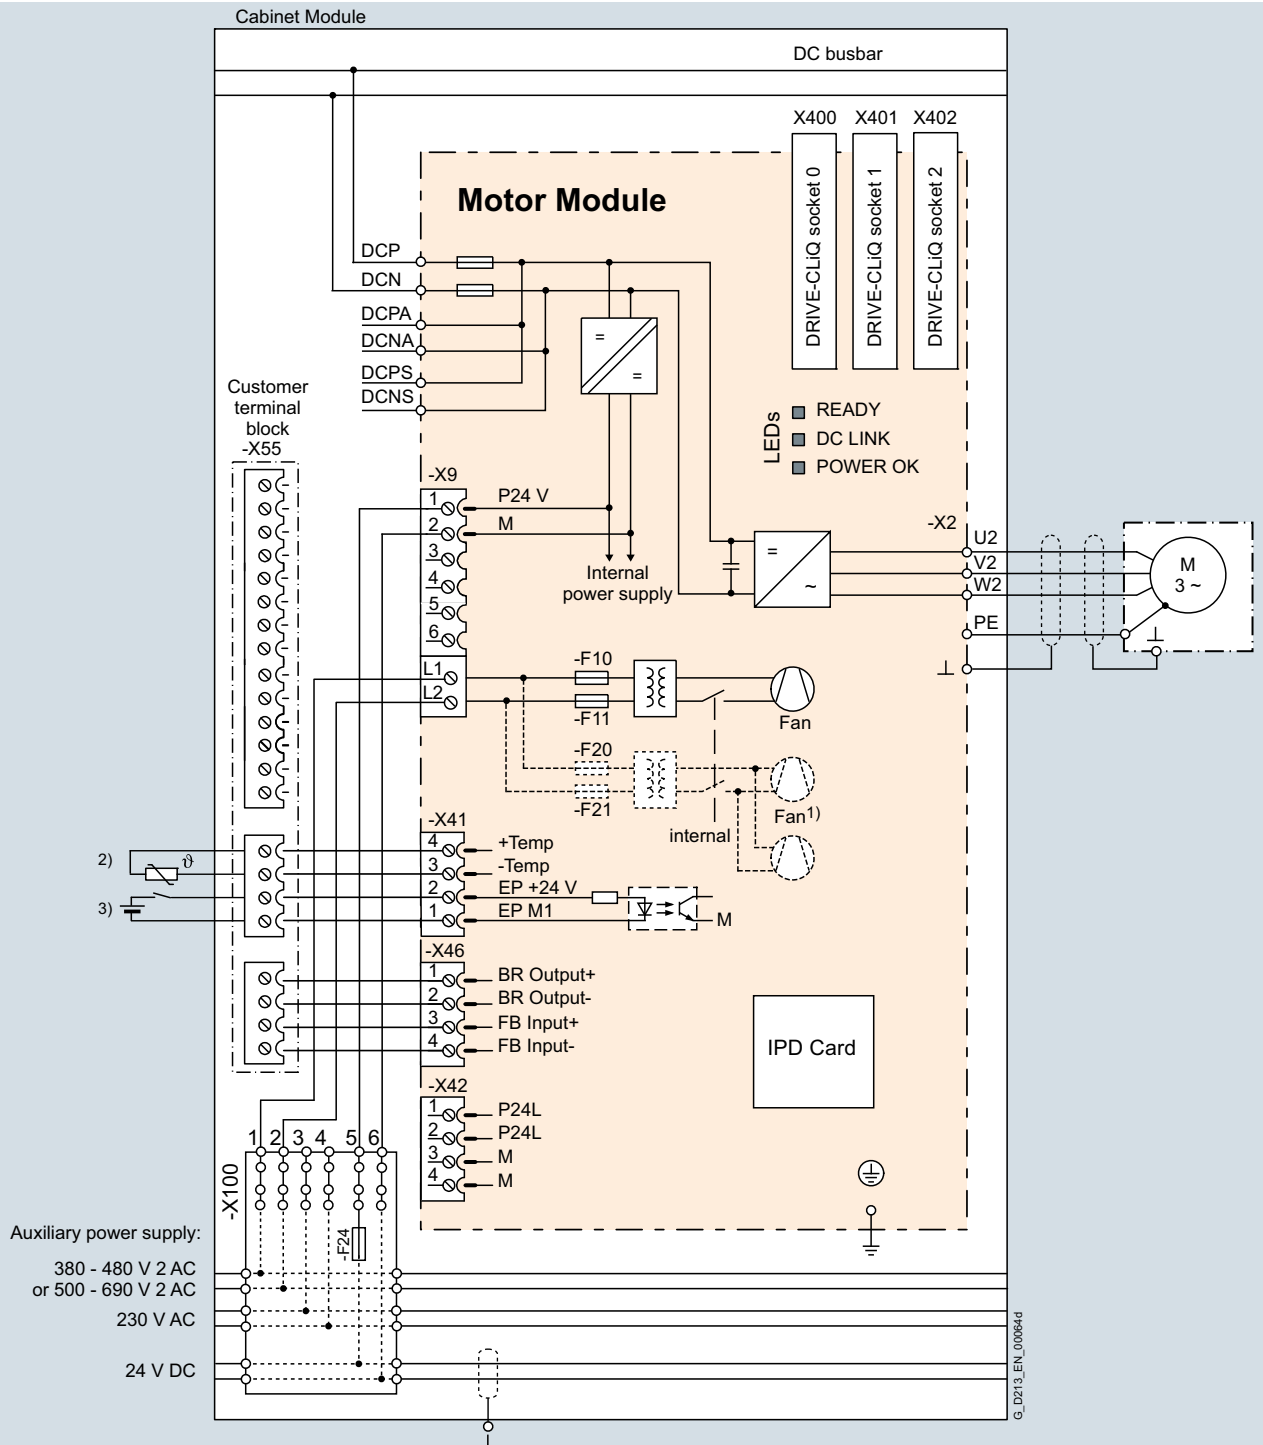 Cabinet Module
DC busbar
X400 X401 X402
DRIVE-CLiQ socket 0
DRIVE-CLiQ socket 1
DRIVE-CLiQ socket 2
Motor Module
DCP
DCN
DCPA
DCNA
DCPS
DCNS
=
=
LEDs
READY
DC LINK
POWER OK
Customer
terminal
block
-X55
-X9
1 P24 V
2 M
3
4
5
6
Internal
power supply
=
~
-X2
U2
V2
W2
PE
M
3 ~
L1
L2
-F10
-F11
Fan
-F20
-F21
Fan1)
internal
-X41
4 +Temp
3 -Temp
2 EP +24 V
1 EP M1
M
2)
ϑ
3)
-X46
1 BR Output+
2 BR Output-
3 FB Input+
4 FB Input-
IPD Card
-X42
1 P24L
2 P24L
3 M
4 M
1 2 3 4 5 6
-X100
-F24
Auxiliary power supply:
380 - 480 V 2 AC
or 500 - 690 V 2 AC
230 V AC
24 V DC
G_D213_EN_00064d